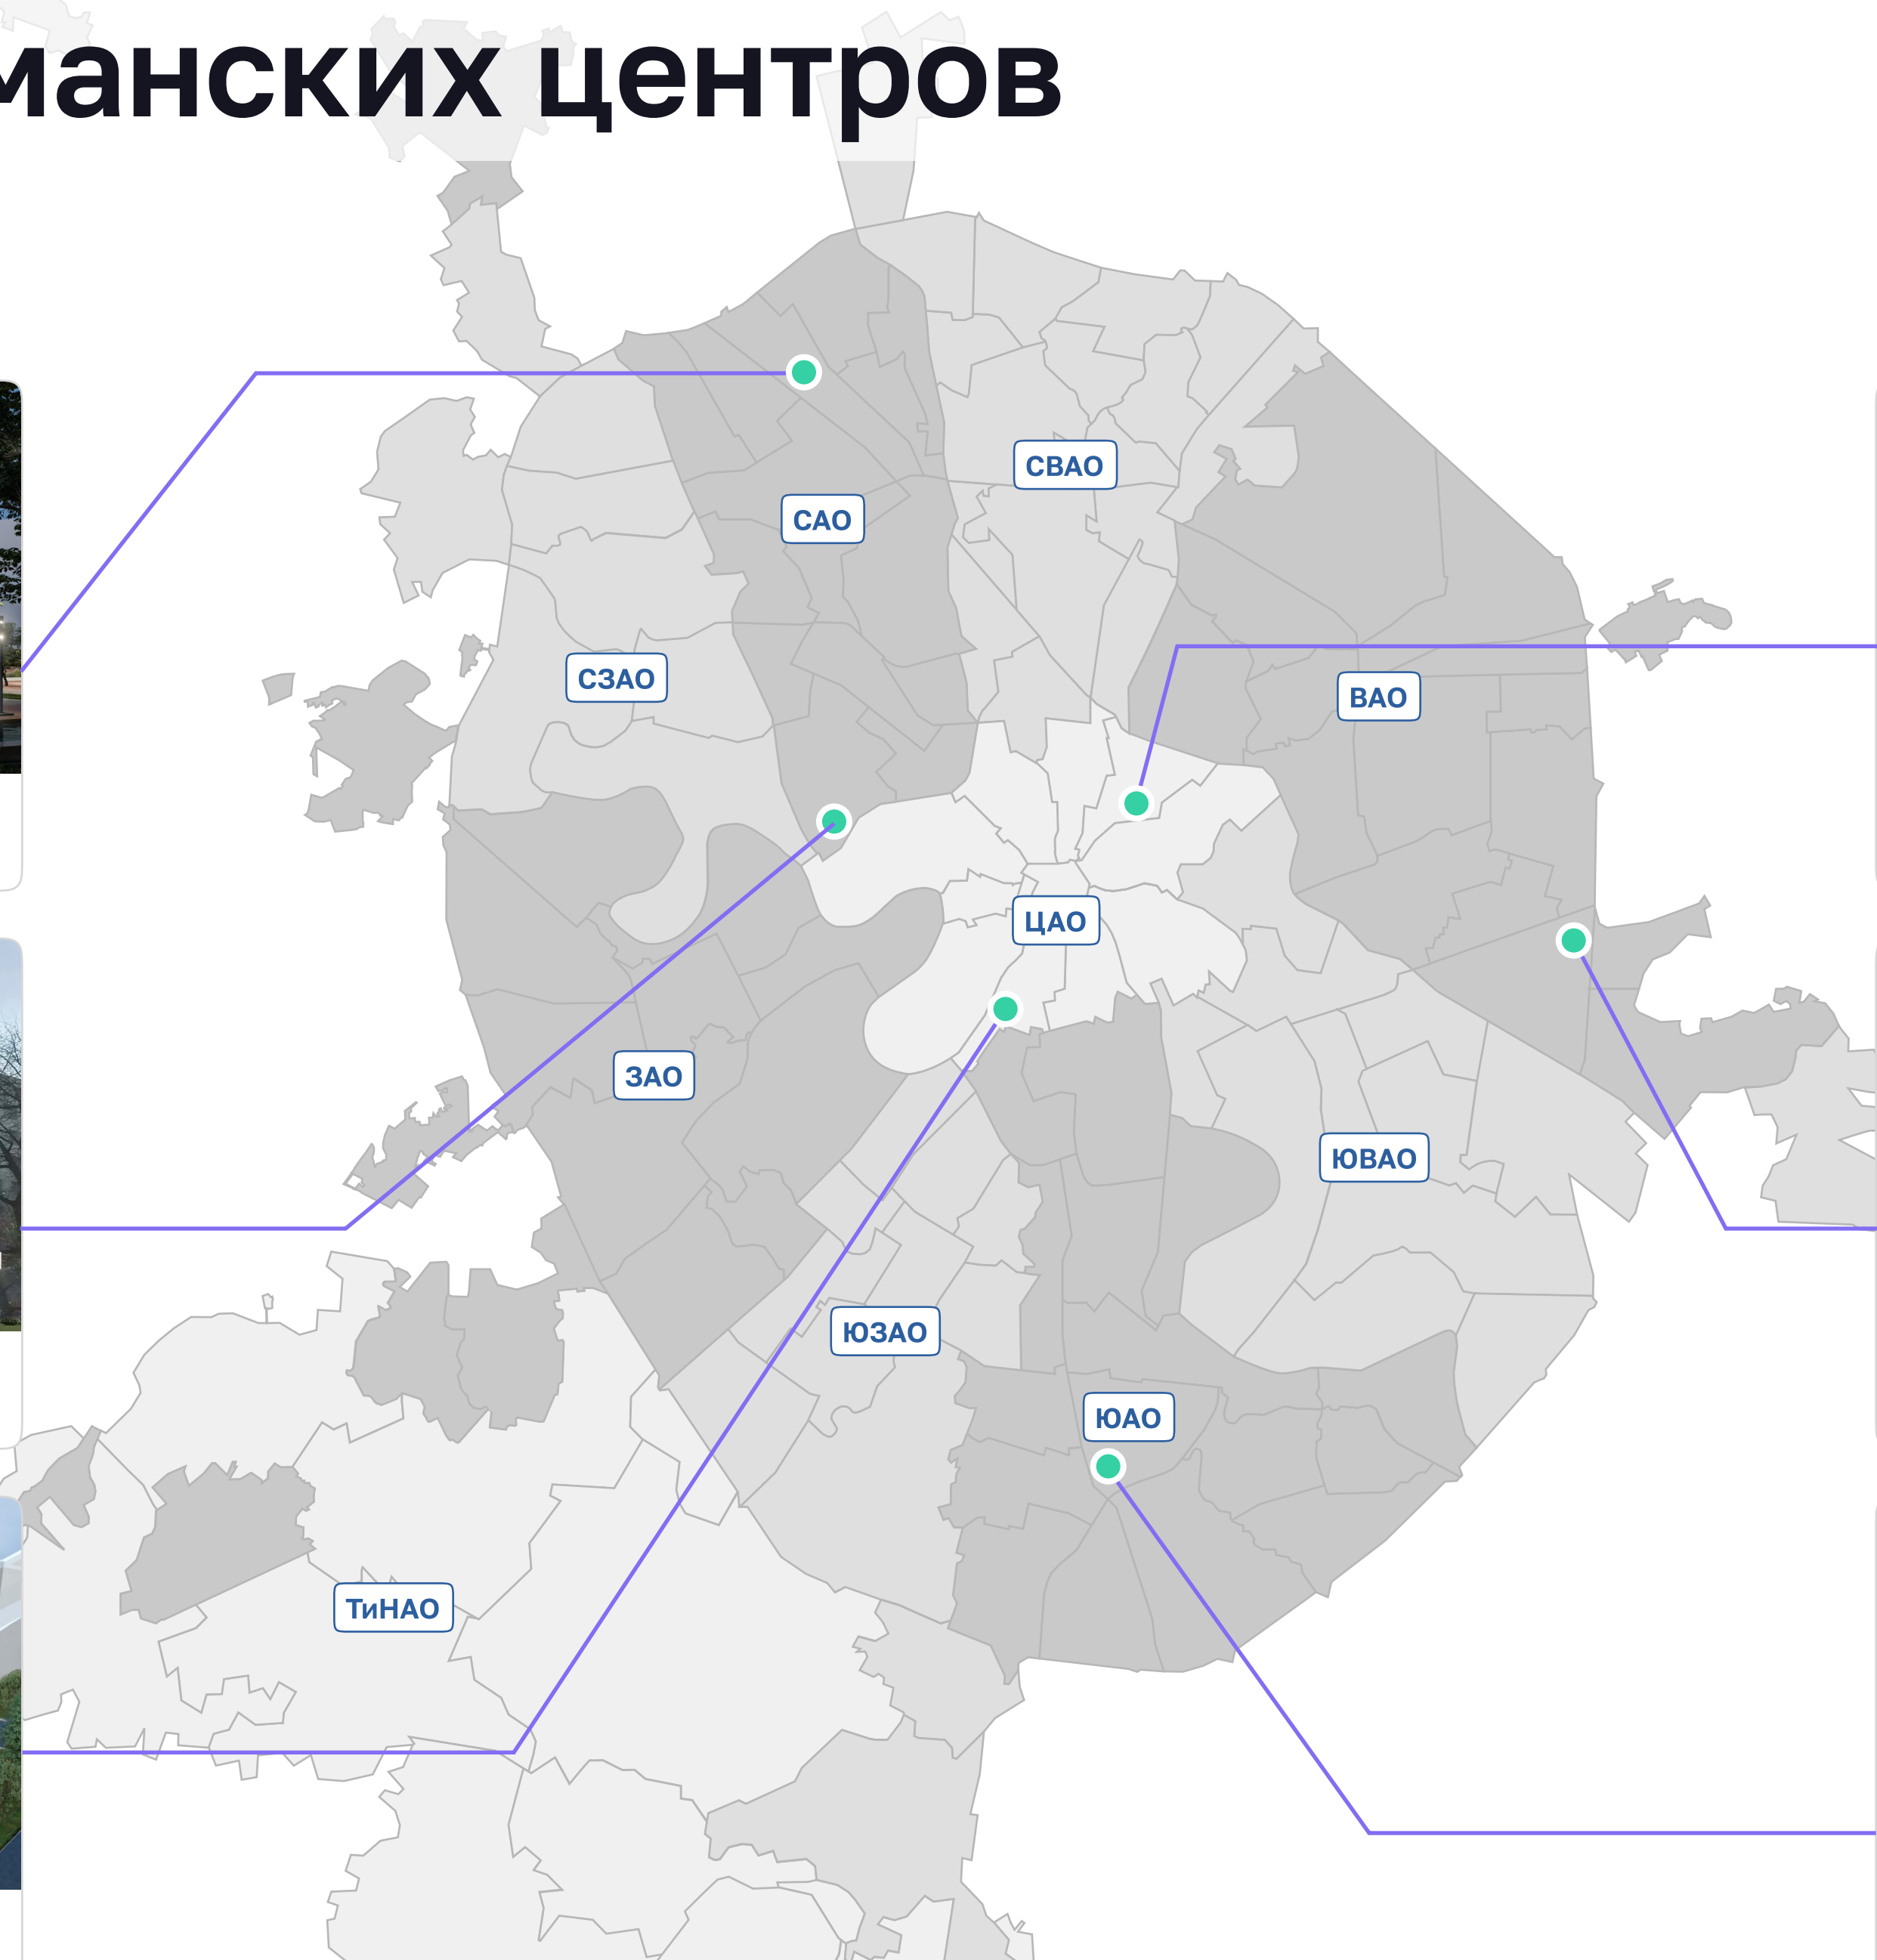 манских центров
СВАО
САО
СЗАО
ВАО
ЦАО
ЗАО
ЮВАО
ЮЗАО
ЮАО
ТиНАО